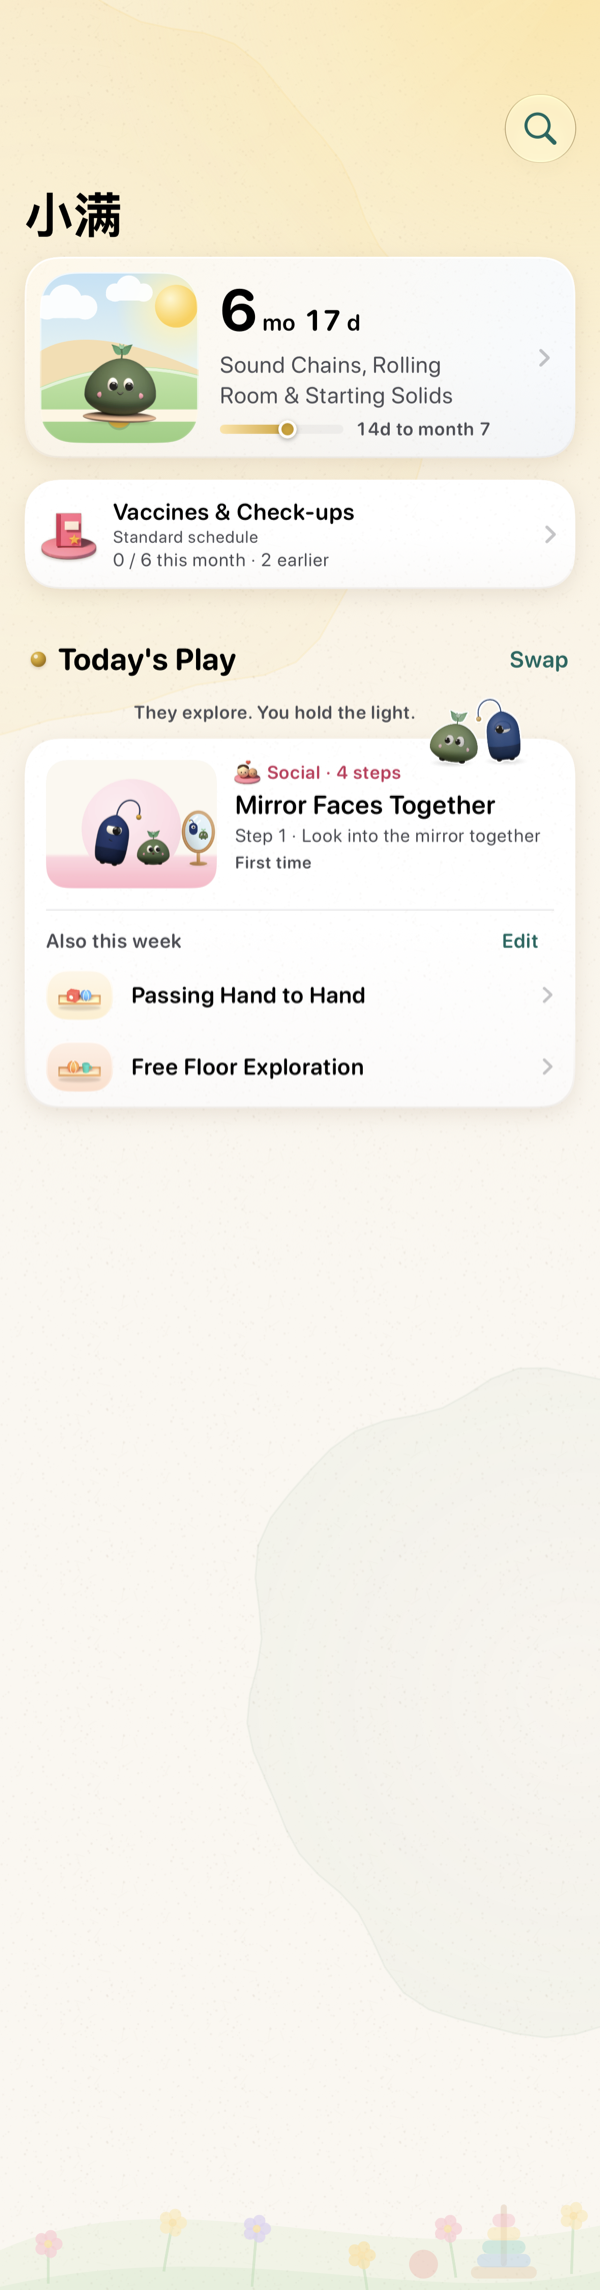 小满
6 mo 17 d
Sound Chains, Rolling
Room & Starting Solids
14d to month 7
Vaccines & Check-ups
Standard schedule
0 / 6 this month · 2 earlier
Today's Play
Swap
They explore. You hold the light.
Social · 4 steps
Mirror Faces Together
Step 1 · Look into the mirror together
First time
Also this week
Edit
Passing Hand to Hand
Free Floor Exploration